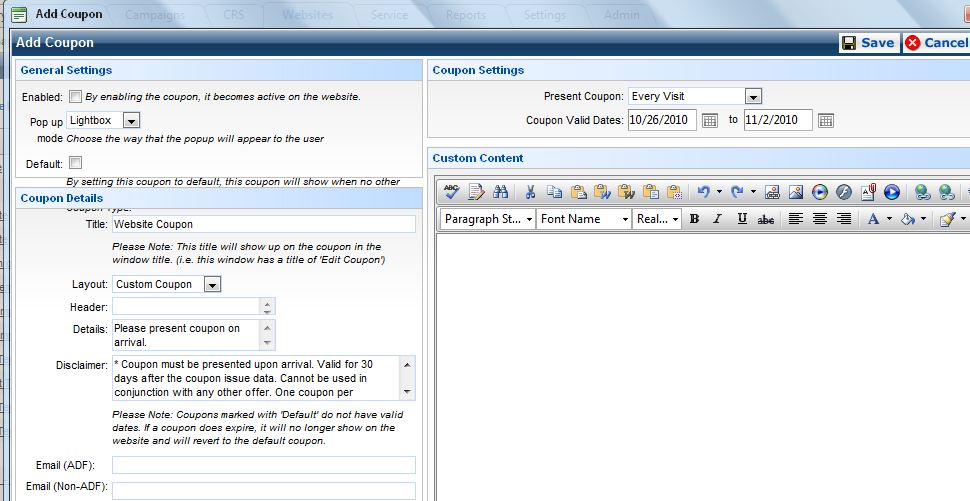 Add Coupon Campaigns CRS Websites Service Reports Settings Admin
Add Coupon
Save Cancel
General Settings
Enabled: By enabling the coupon, it becomes active on the website.
Pop up mode Lightbox
Choose the way that the popup will appear to the user
Default:
By setting this coupon to default, this coupon will show when no other
Coupon Details
Coupon Type:
Title: Website Coupon
Please Note: This title will show up on the coupon in the
window title. (i.e. this window has a title of 'Edit Coupon')
Layout: Custom Coupon
Header:
Details: Please present coupon on
arrival.
Disclaimer: * Coupon must be presented upon arrival. Valid for 30
days after the coupon issue data. Cannot be used in
conjunction with any other offer. One coupon per
Please Note: Coupons marked with 'Default' do not have valid
dates. If a coupon does expire, it will no longer show on the
website and will revert to the default coupon.
Email (ADF):
Email (Non-ADF):
Coupon Settings
Present Coupon: Every Visit
Coupon Valid Dates: 10/26/2010 to 11/2/2010
Custom Content
ABC
Paragraph St... Font Name Real... B I U abc A